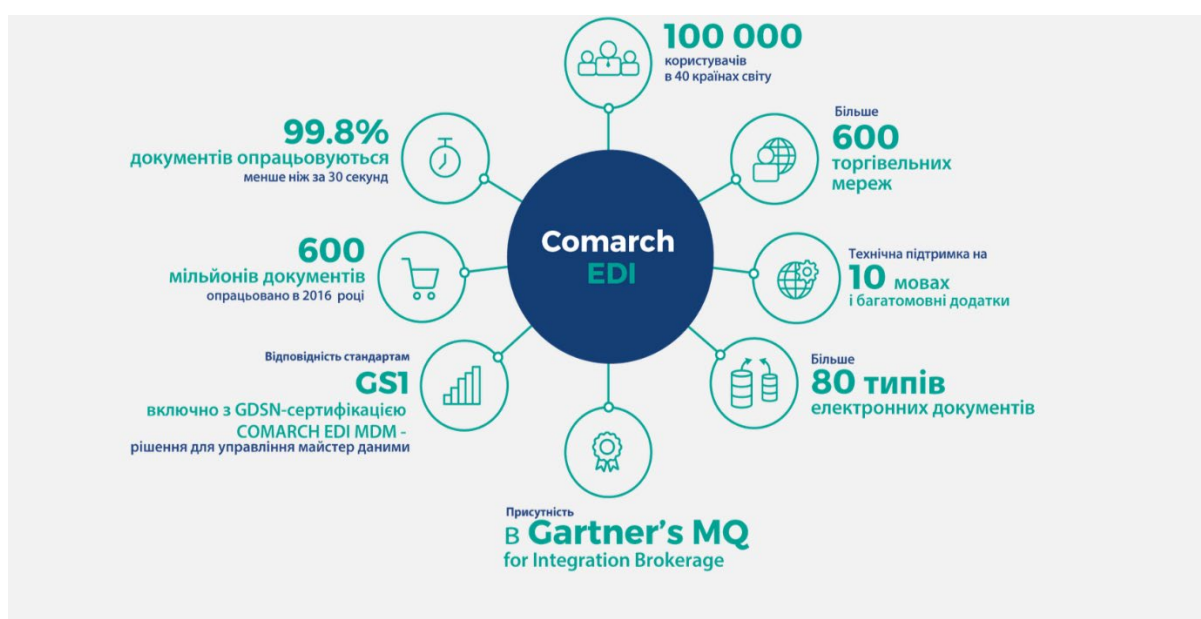 100 000
користувачів
в 40 країнах світу
Більше
600
торгівельних
мереж
Технічна підтримка на
10 мовах
і багатомовні додатки
Більше
80 типів
електронних документів
Присутність
в Gartner’s MQ
for Integration Brokerage
Відповідність стандартам
GS1
включно з GDSN-сертифікацією
COMARCH EDI MDM -
рішення для управління майстер даними
600
мільйонів документів
опрацьовано в 2016 році
99.8%
документів опрацьовуються
менше ніж за 30 секунд
Comarch
EDI